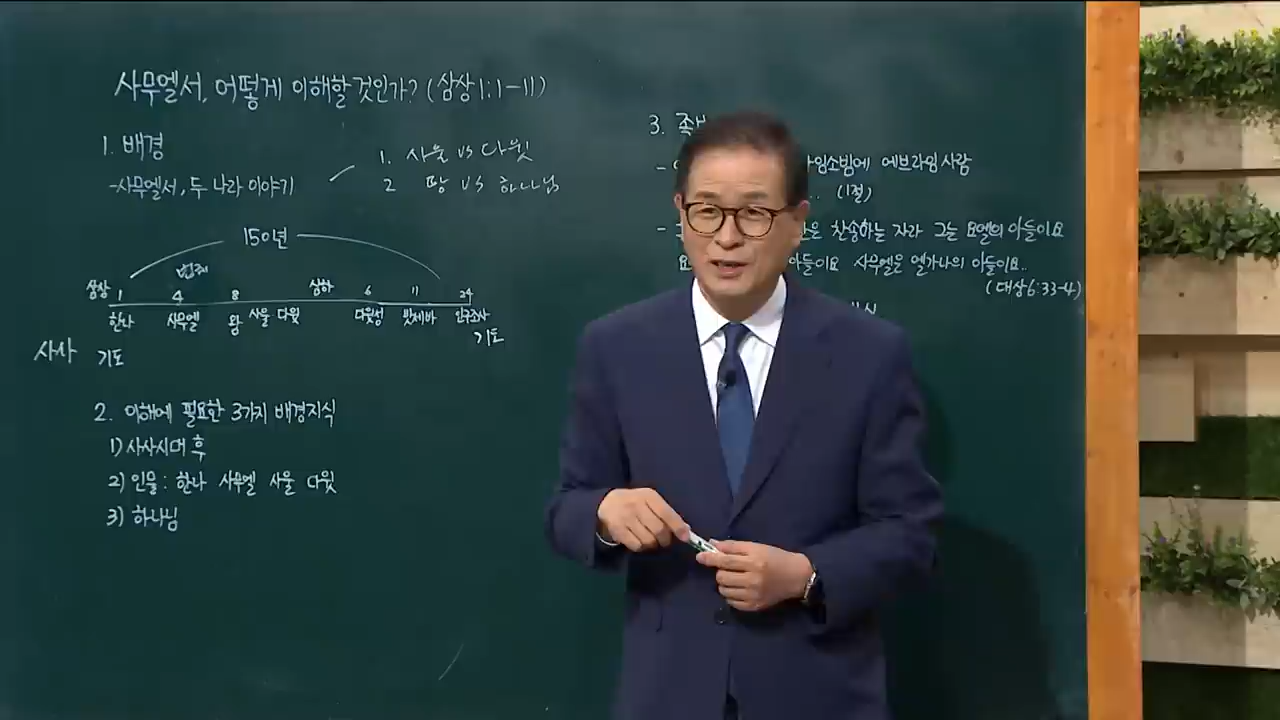 사무엘서, 어떻게 이해할 것인가? (삼상1:1-11)
1. 배경
-사무엘서, 두 나라 이야기
1. 사울 vs 다윗
2 땅 vs 하나님
150년
법궤
삼상 1 4 8 삼하 6 11 24
한나 사무엘 왕 사울 다윗 다윗성 밧세바 인구조사
기도
사사 기도
2. 이해에 필요한 3가지 배경지식
1) 사사시대 후
2) 인물: 한나 사무엘 사울 다윗
3) 하나님
3. 족보
- 다임소빔에 에브라임 사람
.. (1절)
- 은 찬송하는 자라 그는 요엘의 아들이요
요 아들이요 사무엘은 엘가나의 아들이요..
(대상6:33-4)